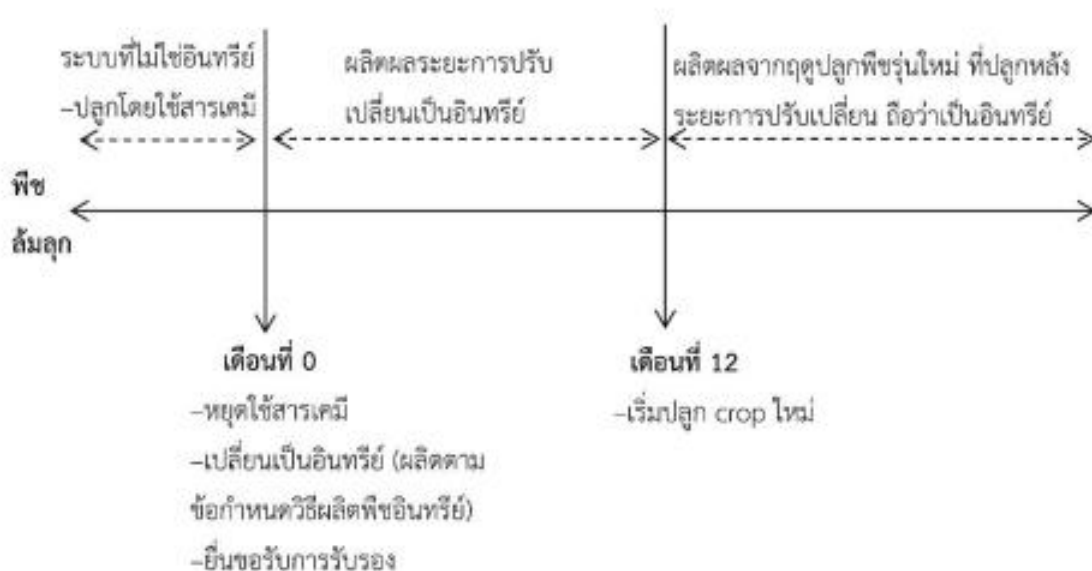 ระบบที่ไม่ใช่อินทรีย์
–ปลูกโดยใช้สารเคมี
ผลิตผลระยะการปรับ
เปลี่ยนเป็นอินทรีย์
ผลิตผลจากฤดูปลูกพืชรุ่นใหม่ ที่ปลูกหลัง
ระยะการปรับเปลี่ยน ถือว่าเป็นอินทรีย์
พืช
ล้มลุก
เดือนที่ 0
–หยุดใช้สารเคมี
–เปลี่ยนเป็นอินทรีย์ (ผลิตตาม
ข้อกำหนดวิธีผลิตพืชอินทรีย์)
–ยื่นขอรับการรับรอง
เดือนที่ 12
–เริ่มปลูก crop ใหม่